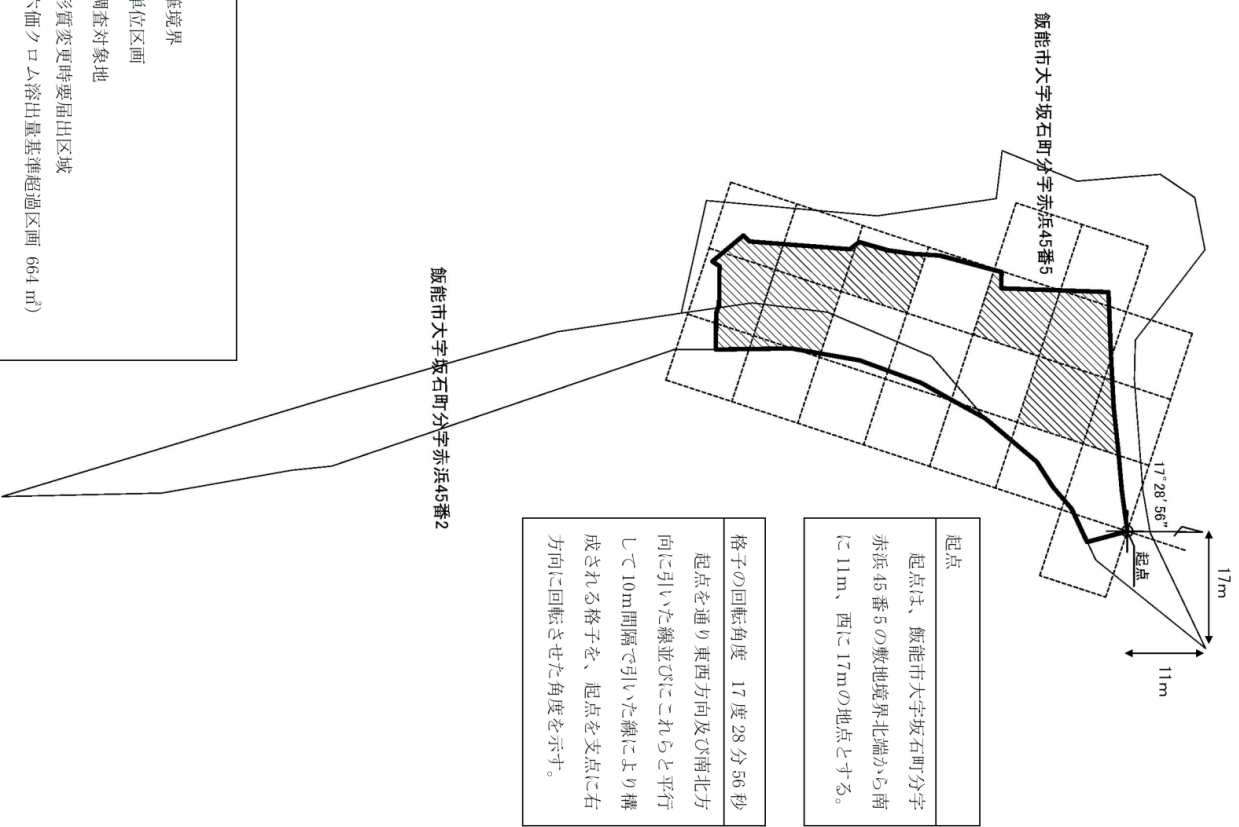 飯能市大字坂石町分字赤浜45番5
17m
11m
17°28′56″
起点
起点
起点は、飯能市大字坂石町分字
赤浜45番5の敷地境界北端から南
に11m、西に17mの地点とする。
格子の回転角度 17度28分56秒
起点を通り東西方向及び南北方
向に引いた線並びにこれらと平行
して10m間隔で引いた線により構
成される格子を、起点を支点に右
方向に回転させた角度を示す。
飯能市大字坂石町分字赤浜45番2
境界
単位区画
調査対象地
形質変更時要届出区域
六価クロム溶出量基準超過区画 664 ㎡)